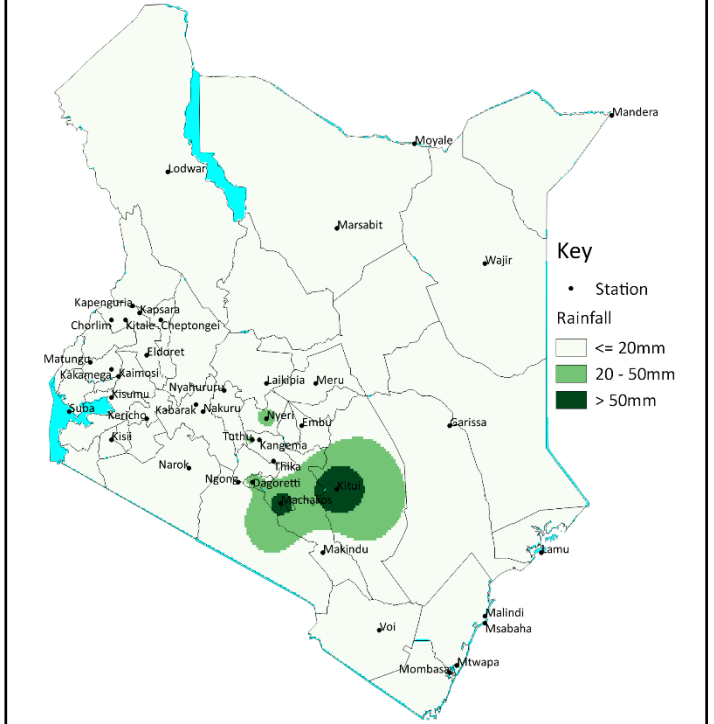 Mandera
Moyale
Lodwar
Marsabit
Wajir
Key
Station
Rainfall
<= 20mm
20 - 50mm
> 50mm
Kapenguria
Kapsara
Chorlim
Kitale
Cheptongei
Eldoret
Matungu
Kakamega
Kaimosi
Nyahururu
Laikipia
Meru
Kisumu
Suba
Kericho
Kabarak
Nakuru
Nyeri
Embu
Garissa
Kisii
Tuthu
Kangema
Narok
Thika
Ngong
Dagoretti
Kitui
Machakos
Makindu
Lamu
Malindi
Msabaha
Voi
Mtwapa
Mombasa